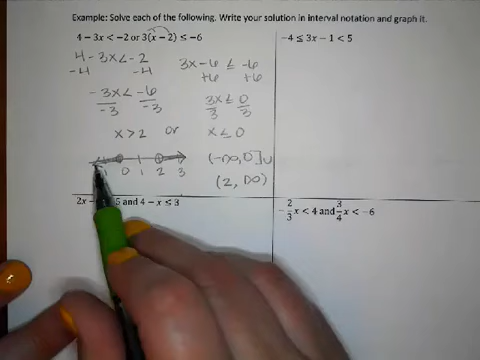 Example: Solve each of the following. Write your solution in interval notation and graph it.
4 − 3x < −2 or 3(x − 2) ≤ −6
−4 ≤ 3x − 1 < 5
4 - 3x < -2
-4 -4
3x - 6 ≤ -6
+6 +6
-3x < -6
-3 -3
3x ≤ 0
3 3
x > 2 or x ≤ 0
(-∞, 0] ∪
(2, ∞)
0 1 2 3
2x 5 and 4 − x ≤ 3
−2/3 x < 4 and 3/4 x < −6